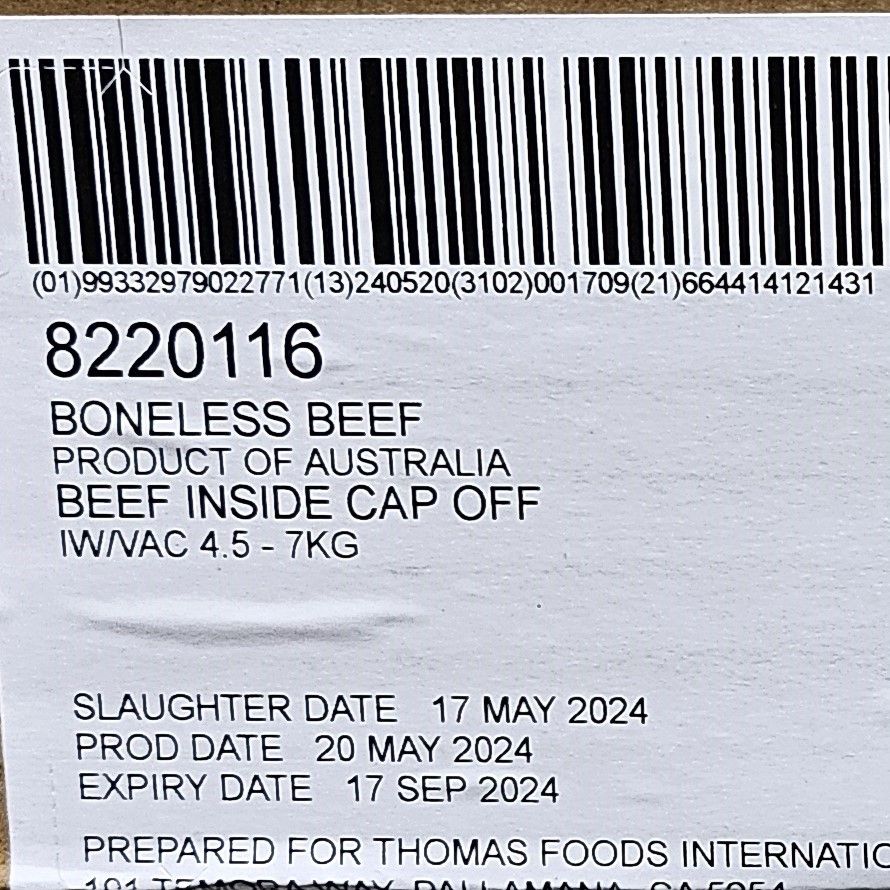 (01)99332979022771(13)240520(3102)001709(21)664414121431
8220116
BONELESS BEEF
PRODUCT OF AUSTRALIA
BEEF INSIDE CAP OFF
IW/VAC 4.5 - 7KG
SLAUGHTER DATE 17 MAY 2024
PROD DATE 20 MAY 2024
EXPIRY DATE 17 SEP 2024
PREPARED FOR THOMAS FOODS INTERNATIO